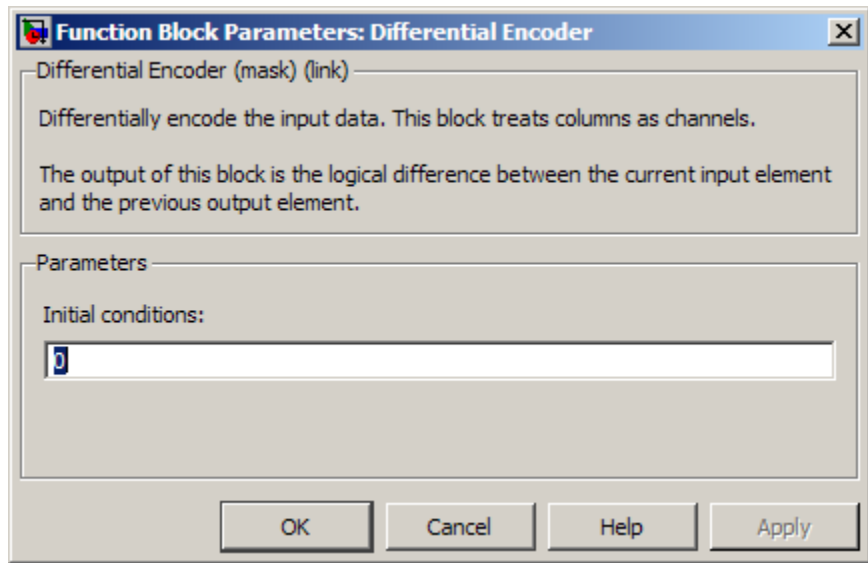 Function Block Parameters: Differential Encoder
Differential Encoder (mask) (link)
Differentially encode the input data. This block treats columns as channels.
The output of this block is the logical difference between the current input element
and the previous output element.
Parameters
Initial conditions:
0
OK Cancel Help Apply